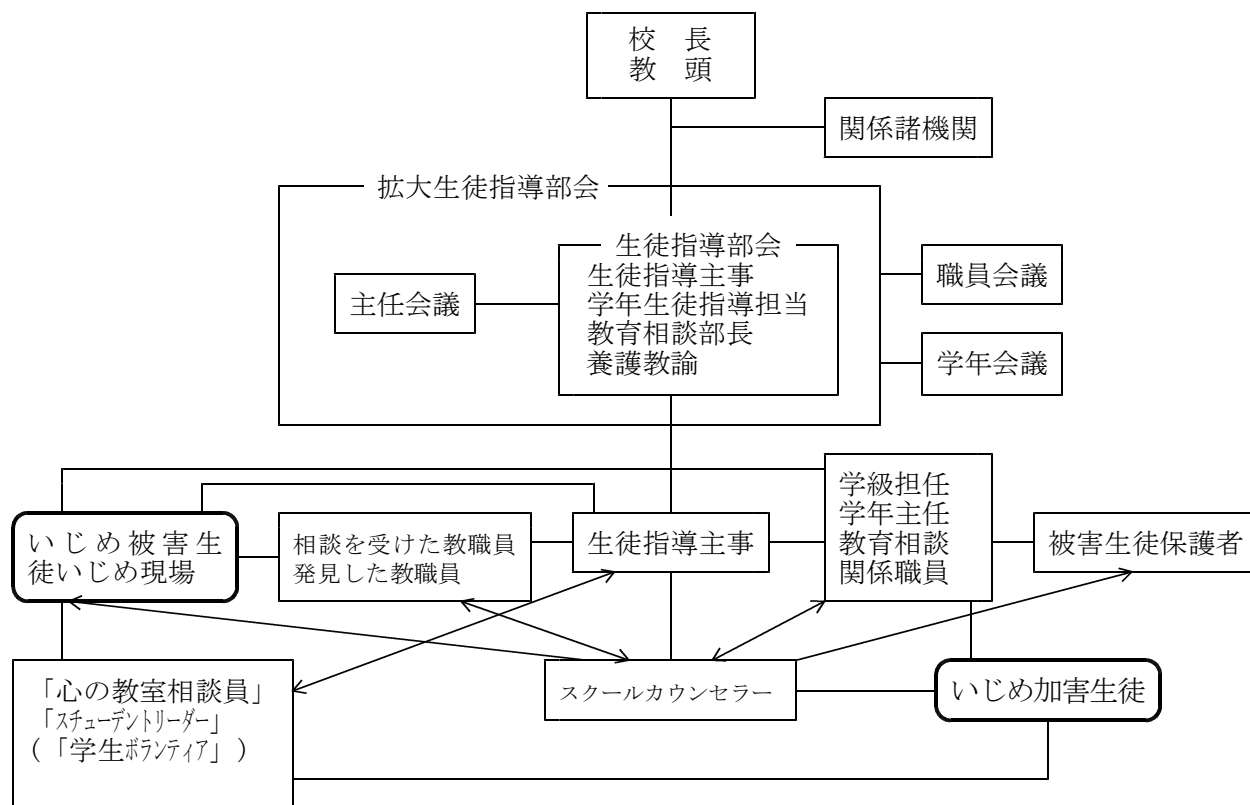 校　長
教　頭
関係諸機関
拡大生徒指導部会
生徒指導部会
生徒指導主事
学年生徒指導担当
教育相談部長
養護教諭
主任会議
職員会議
学年会議
いじめ被害生
徒いじめ現場
相談を受けた教職員
発見した教職員
生徒指導主事
学級担任
学年主任
教育相談
関係職員
被害生徒保護者
「心の教室相談員」
「スチューデントリーダー」
(「学生ボランティア」)
スクールカウンセラー
いじめ加害生徒